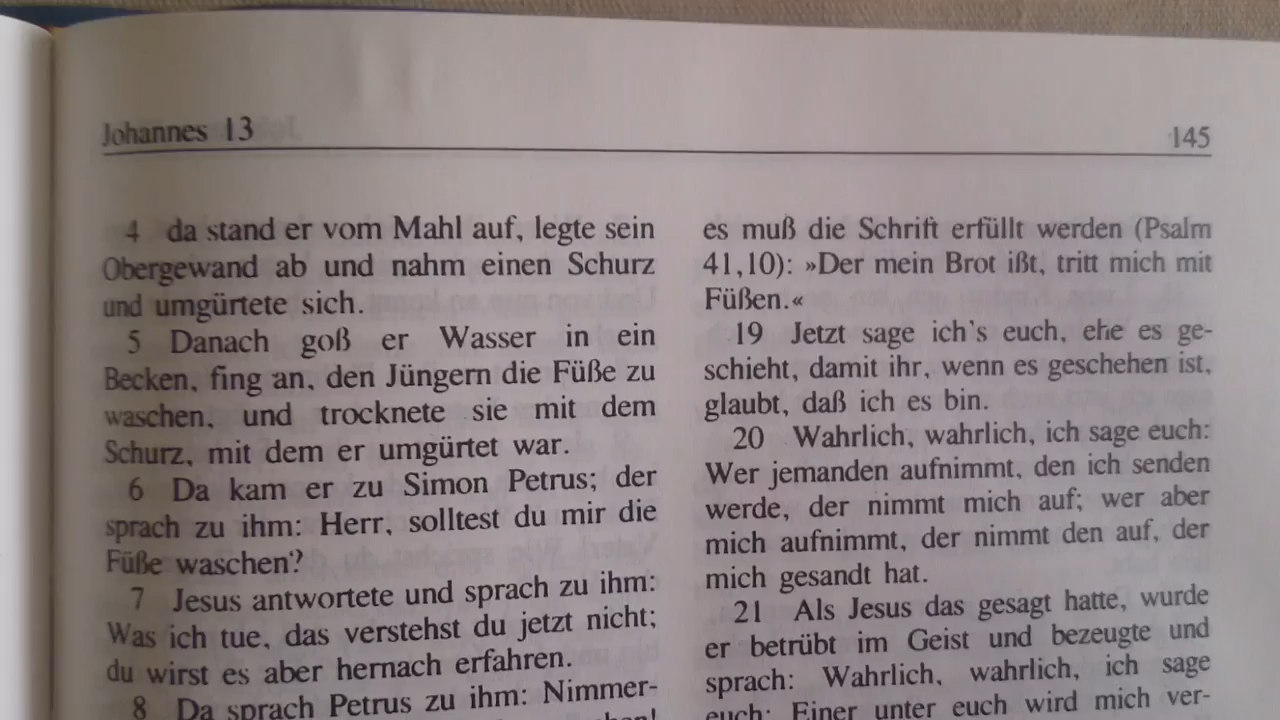 Johannes 13
145
4 da stand er vom Mahl auf, legte sein
Obergewand ab und nahm einen Schurz
und umgürtete sich.
5 Danach goß er Wasser in ein
Becken, fing an, den Jüngern die Füße zu
waschen, und trocknete sie mit dem
Schurz, mit dem er umgürtet war.
6 Da kam er zu Simon Petrus; der
sprach zu ihm: Herr, solltest du mir die
Füße waschen?
7 Jesus antwortete und sprach zu ihm:
Was ich tue, das verstehst du jetzt nicht;
du wirst es aber hernach erfahren.
8 Da sprach Petrus zu ihm: Nimmer-
es muß die Schrift erfüllt werden (Psalm
41,10): »Der mein Brot ißt, tritt mich mit
Füßen.«
19 Jetzt sage ich's euch, ehe es ge-
schieht, damit ihr, wenn es geschehen ist,
glaubt, daß ich es bin.
20 Wahrlich, wahrlich, ich sage euch:
Wer jemanden aufnimmt, den ich senden
werde, der nimmt mich auf; wer aber
mich aufnimmt, der nimmt den auf, der
mich gesandt hat.
21 Als Jesus das gesagt hatte, wurde
er betrübt im Geist und bezeugte und
sprach: Wahrlich, wahrlich, ich sage
euch: Einer unter euch wird mich ver-